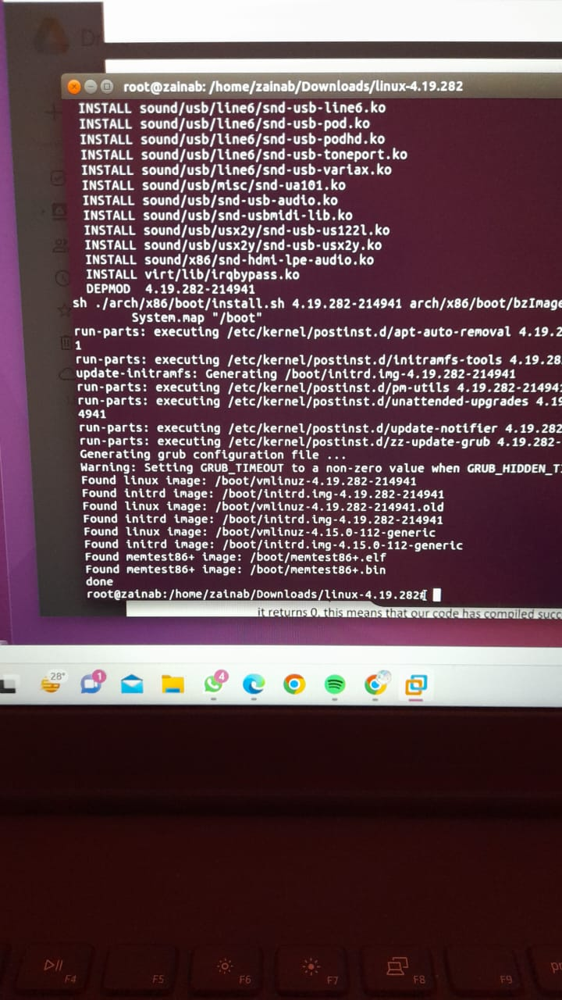 root@zainab: /home/zainab/Downloads/linux-4.19.282
INSTALL sound/usb/line6/snd-usb-line6.ko
INSTALL sound/usb/line6/snd-usb-pod.ko
INSTALL sound/usb/line6/snd-usb-podhd.ko
INSTALL sound/usb/line6/snd-usb-toneport.ko
INSTALL sound/usb/line6/snd-usb-variax.ko
INSTALL sound/usb/misc/snd-ua101.ko
INSTALL sound/usb/snd-usb-audio.ko
INSTALL sound/usb/snd-usbmidi-lib.ko
INSTALL sound/usb/usx2y/snd-usb-us122l.ko
INSTALL sound/usb/usx2y/snd-usb-usx2y.ko
INSTALL sound/x86/snd-hdmi-lpe-audio.ko
INSTALL virt/lib/irqbypass.ko
DEPMOD 4.19.282-214941
sh ./arch/x86/boot/install.sh 4.19.282-214941 arch/x86/boot/bzImage
System.map "/boot"
run-parts: executing /etc/kernel/postinst.d/apt-auto-removal 4.19.2
1
run-parts: executing /etc/kernel/postinst.d/initramfs-tools 4.19.28
update-initramfs: Generating /boot/initrd.img-4.19.282-214941
run-parts: executing /etc/kernel/postinst.d/pm-utils 4.19.282-214941
run-parts: executing /etc/kernel/postinst.d/unattended-upgrades 4.19
4941
run-parts: executing /etc/kernel/postinst.d/update-notifier 4.19.282
run-parts: executing /etc/kernel/postinst.d/zz-update-grub 4.19.282-
Generating grub configuration file ...
Warning: Setting GRUB_TIMEOUT to a non-zero value when GRUB_HIDDEN_T
Found linux image: /boot/vmlinuz-4.19.282-214941
Found initrd image: /boot/initrd.img-4.19.282-214941
Found linux image: /boot/vmlinuz-4.19.282-214941.old
Found initrd image: /boot/initrd.img-4.19.282-214941
Found linux image: /boot/vmlinuz-4.15.0-112-generic
Found initrd image: /boot/initrd.img-4.15.0-112-generic
Found memtest86+ image: /boot/memtest86+.elf
Found memtest86+ image: /boot/memtest86+.bin
done
root@zainab:/home/zainab/Downloads/linux-4.19.282#
it returns 0, this means that our code has compiled succ
28°
1
4
F4
F5
F6
F7
F8
F9